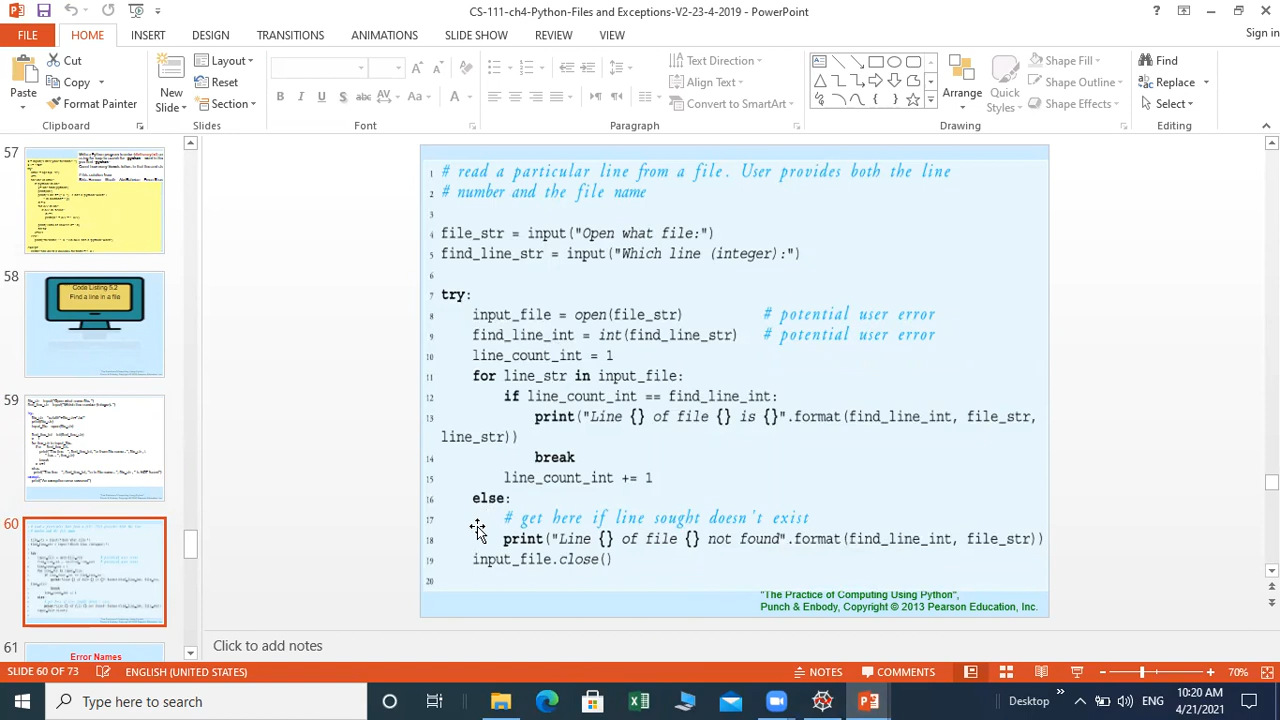 CS-111-ch4-Python-Files and Exceptions-V2-23-4-2019 - PowerPoint
FILE HOME INSERT DESIGN TRANSITIONS ANIMATIONS SLIDE SHOW REVIEW VIEW Sign in
Paste
Cut
Copy
Format Painter
Clipboard
New
Slide
Layout
Reset
Section
Slides
Font
Text Direction
Align Text
Convert to SmartArt
Paragraph
Arrange
Quick
Styles
Shape Fill
Shape Outline
Shape Effects
Drawing
Find
Replace
Select
Editing
57
58
Code Listing 5.2
Find a line in a file
59
60
61
Error Names
1 # read a particular line from a file. User provides both the line
2 # number and the file name
3
4 file_str = input("Open what file:")
5 find_line_str = input("Which line (integer):")
6
7 try:
8 input_file = open(file_str) # potential user error
9 find_line_int = int(find_line_str) # potential user error
10 line_count_int = 1
11 for line_str in input_file:
12 if line_count_int == find_line_int:
13 print("Line {} of file {} is {}".format(find_line_int, file_str,
line_str))
14 break
15 line_count_int += 1
16 else:
17 # get here if line sought doesn't exist
18 print("Line {} of file {} not found".format(find_line_int, file_str))
19 input_file.close()
20
"The Practice of Computing Using Python",
Punch & Enbody, Copyright © 2013 Pearson Education, Inc.
Click to add notes
SLIDE 60 OF 73 ENGLISH (UNITED STATES) NOTES COMMENTS 70%
Type here to search
Desktop
ENG
10:20 AM
4/21/2021